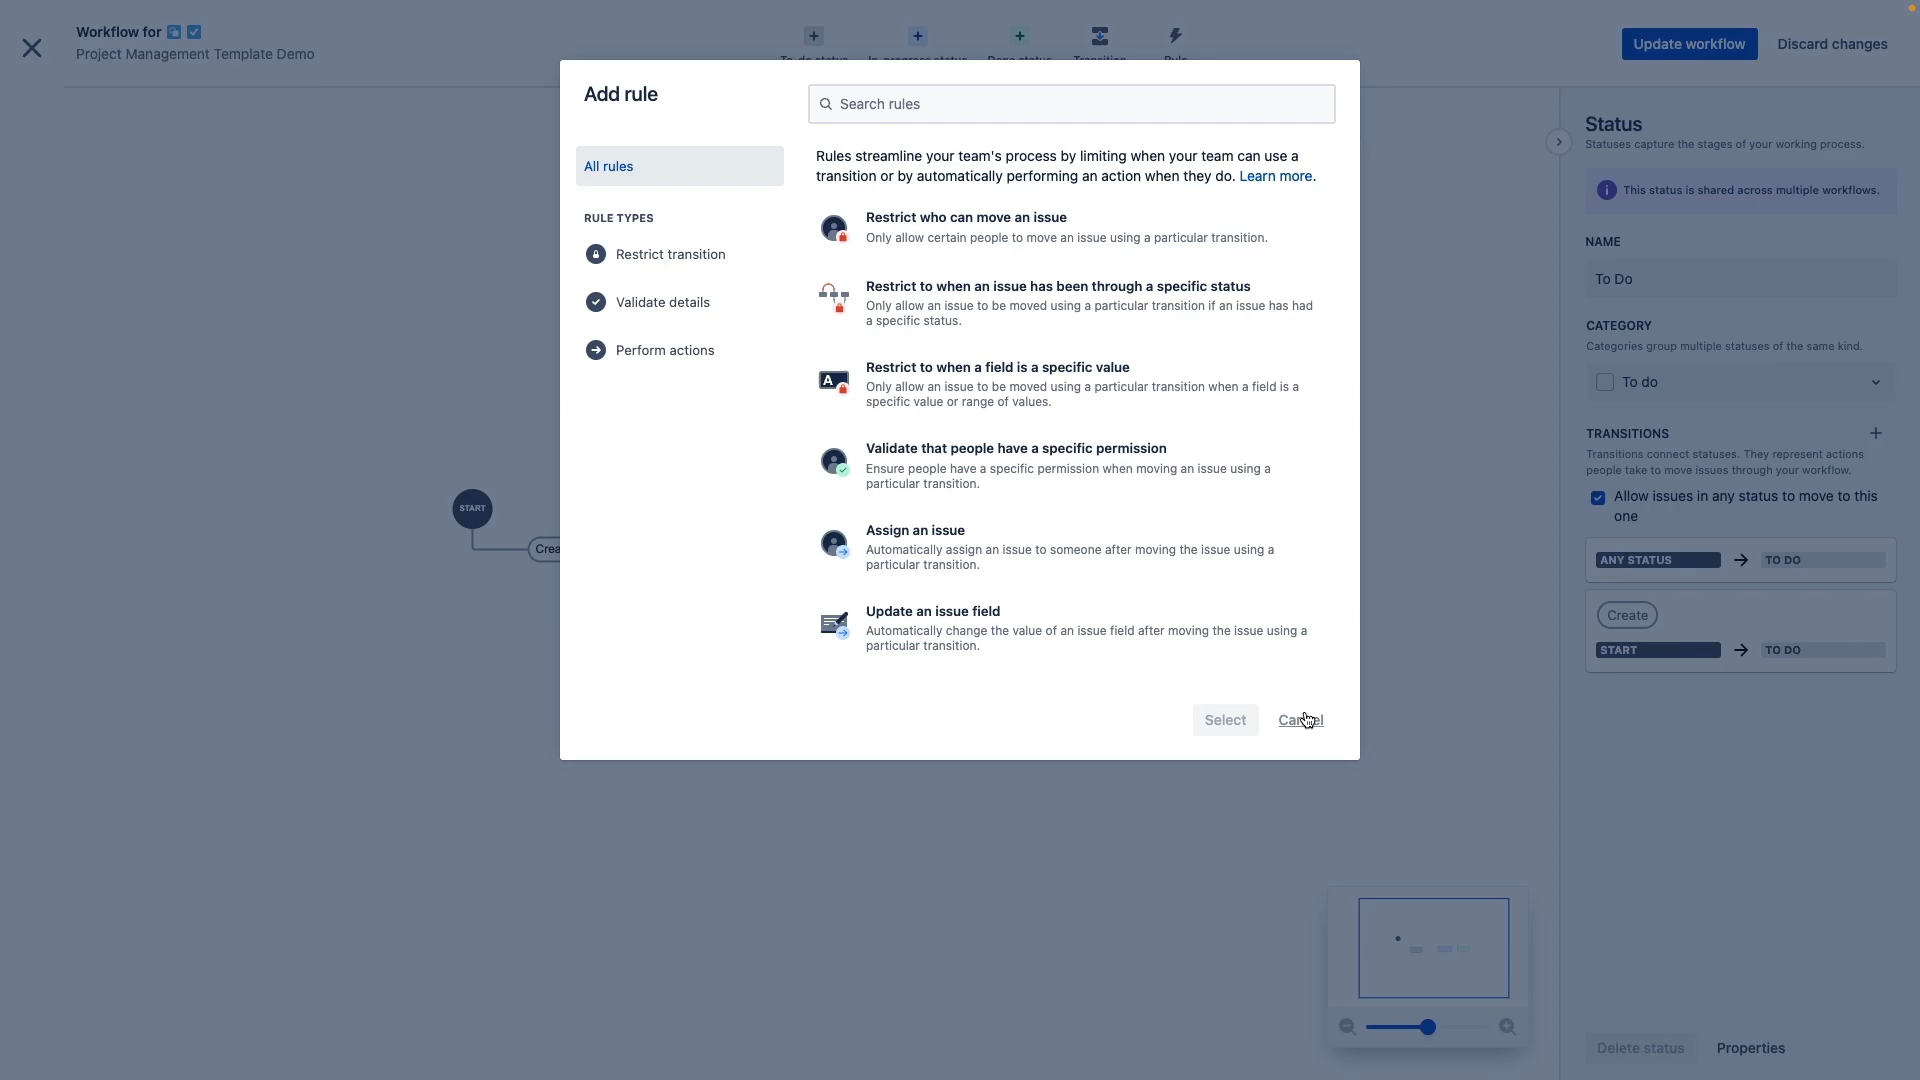 Workflow for
Project Management Template Demo
To-do status
In-progress status
Done status
Transition
Rule
Update workflow
Discard changes
Add rule
Search rules
All rules
RULE TYPES
Restrict transition
Validate details
Perform actions
Rules streamline your team's process by limiting when your team can use a
transition or by automatically performing an action when they do. Learn more.
Restrict who can move an issue
Only allow certain people to move an issue using a particular transition.
Restrict to when an issue has been through a specific status
Only allow an issue to be moved using a particular transition if an issue has had
a specific status.
Restrict to when a field is a specific value
Only allow an issue to be moved using a particular transition when a field is a
specific value or range of values.
Validate that people have a specific permission
Ensure people have a specific permission when moving an issue using a
particular transition.
Assign an issue
Automatically assign an issue to someone after moving the issue using a
particular transition.
Update an issue field
Automatically change the value of an issue field after moving the issue using a
particular transition.
Select
Cancel
START
Crea
Status
Statuses capture the stages of your working process.
This status is shared across multiple workflows.
NAME
To Do
CATEGORY
Categories group multiple statuses of the same kind.
To do
TRANSITIONS
Transitions connect statuses. They represent actions
people take to move issues through your workflow.
Allow issues in any status to move to this
one
ANY STATUS
TO DO
Create
START
TO DO
Delete status
Properties